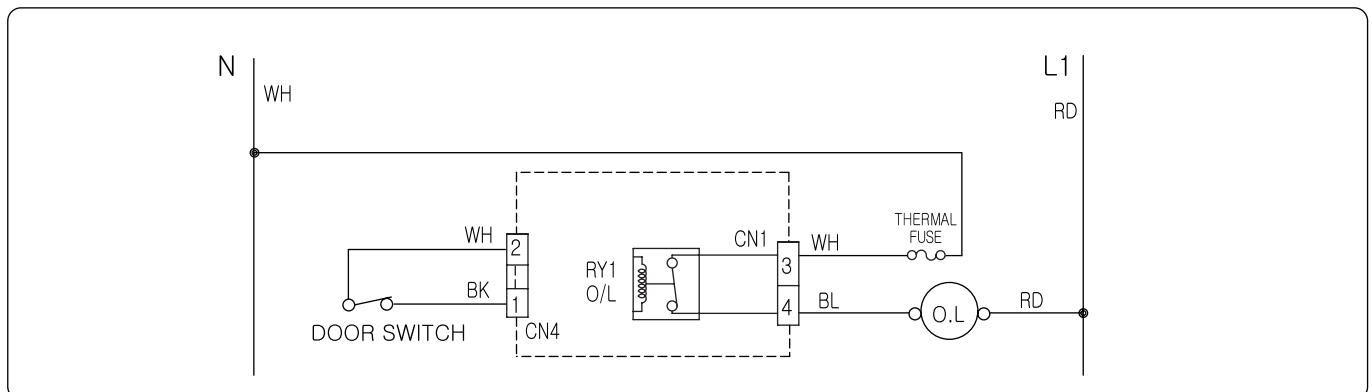 N
L1
WH
RD
THERMAL
FUSE
WH
2
CN1
WH
3
RY1
O/L
BK
1
BL
4
O.L
RD
DOOR SWITCH
CN4